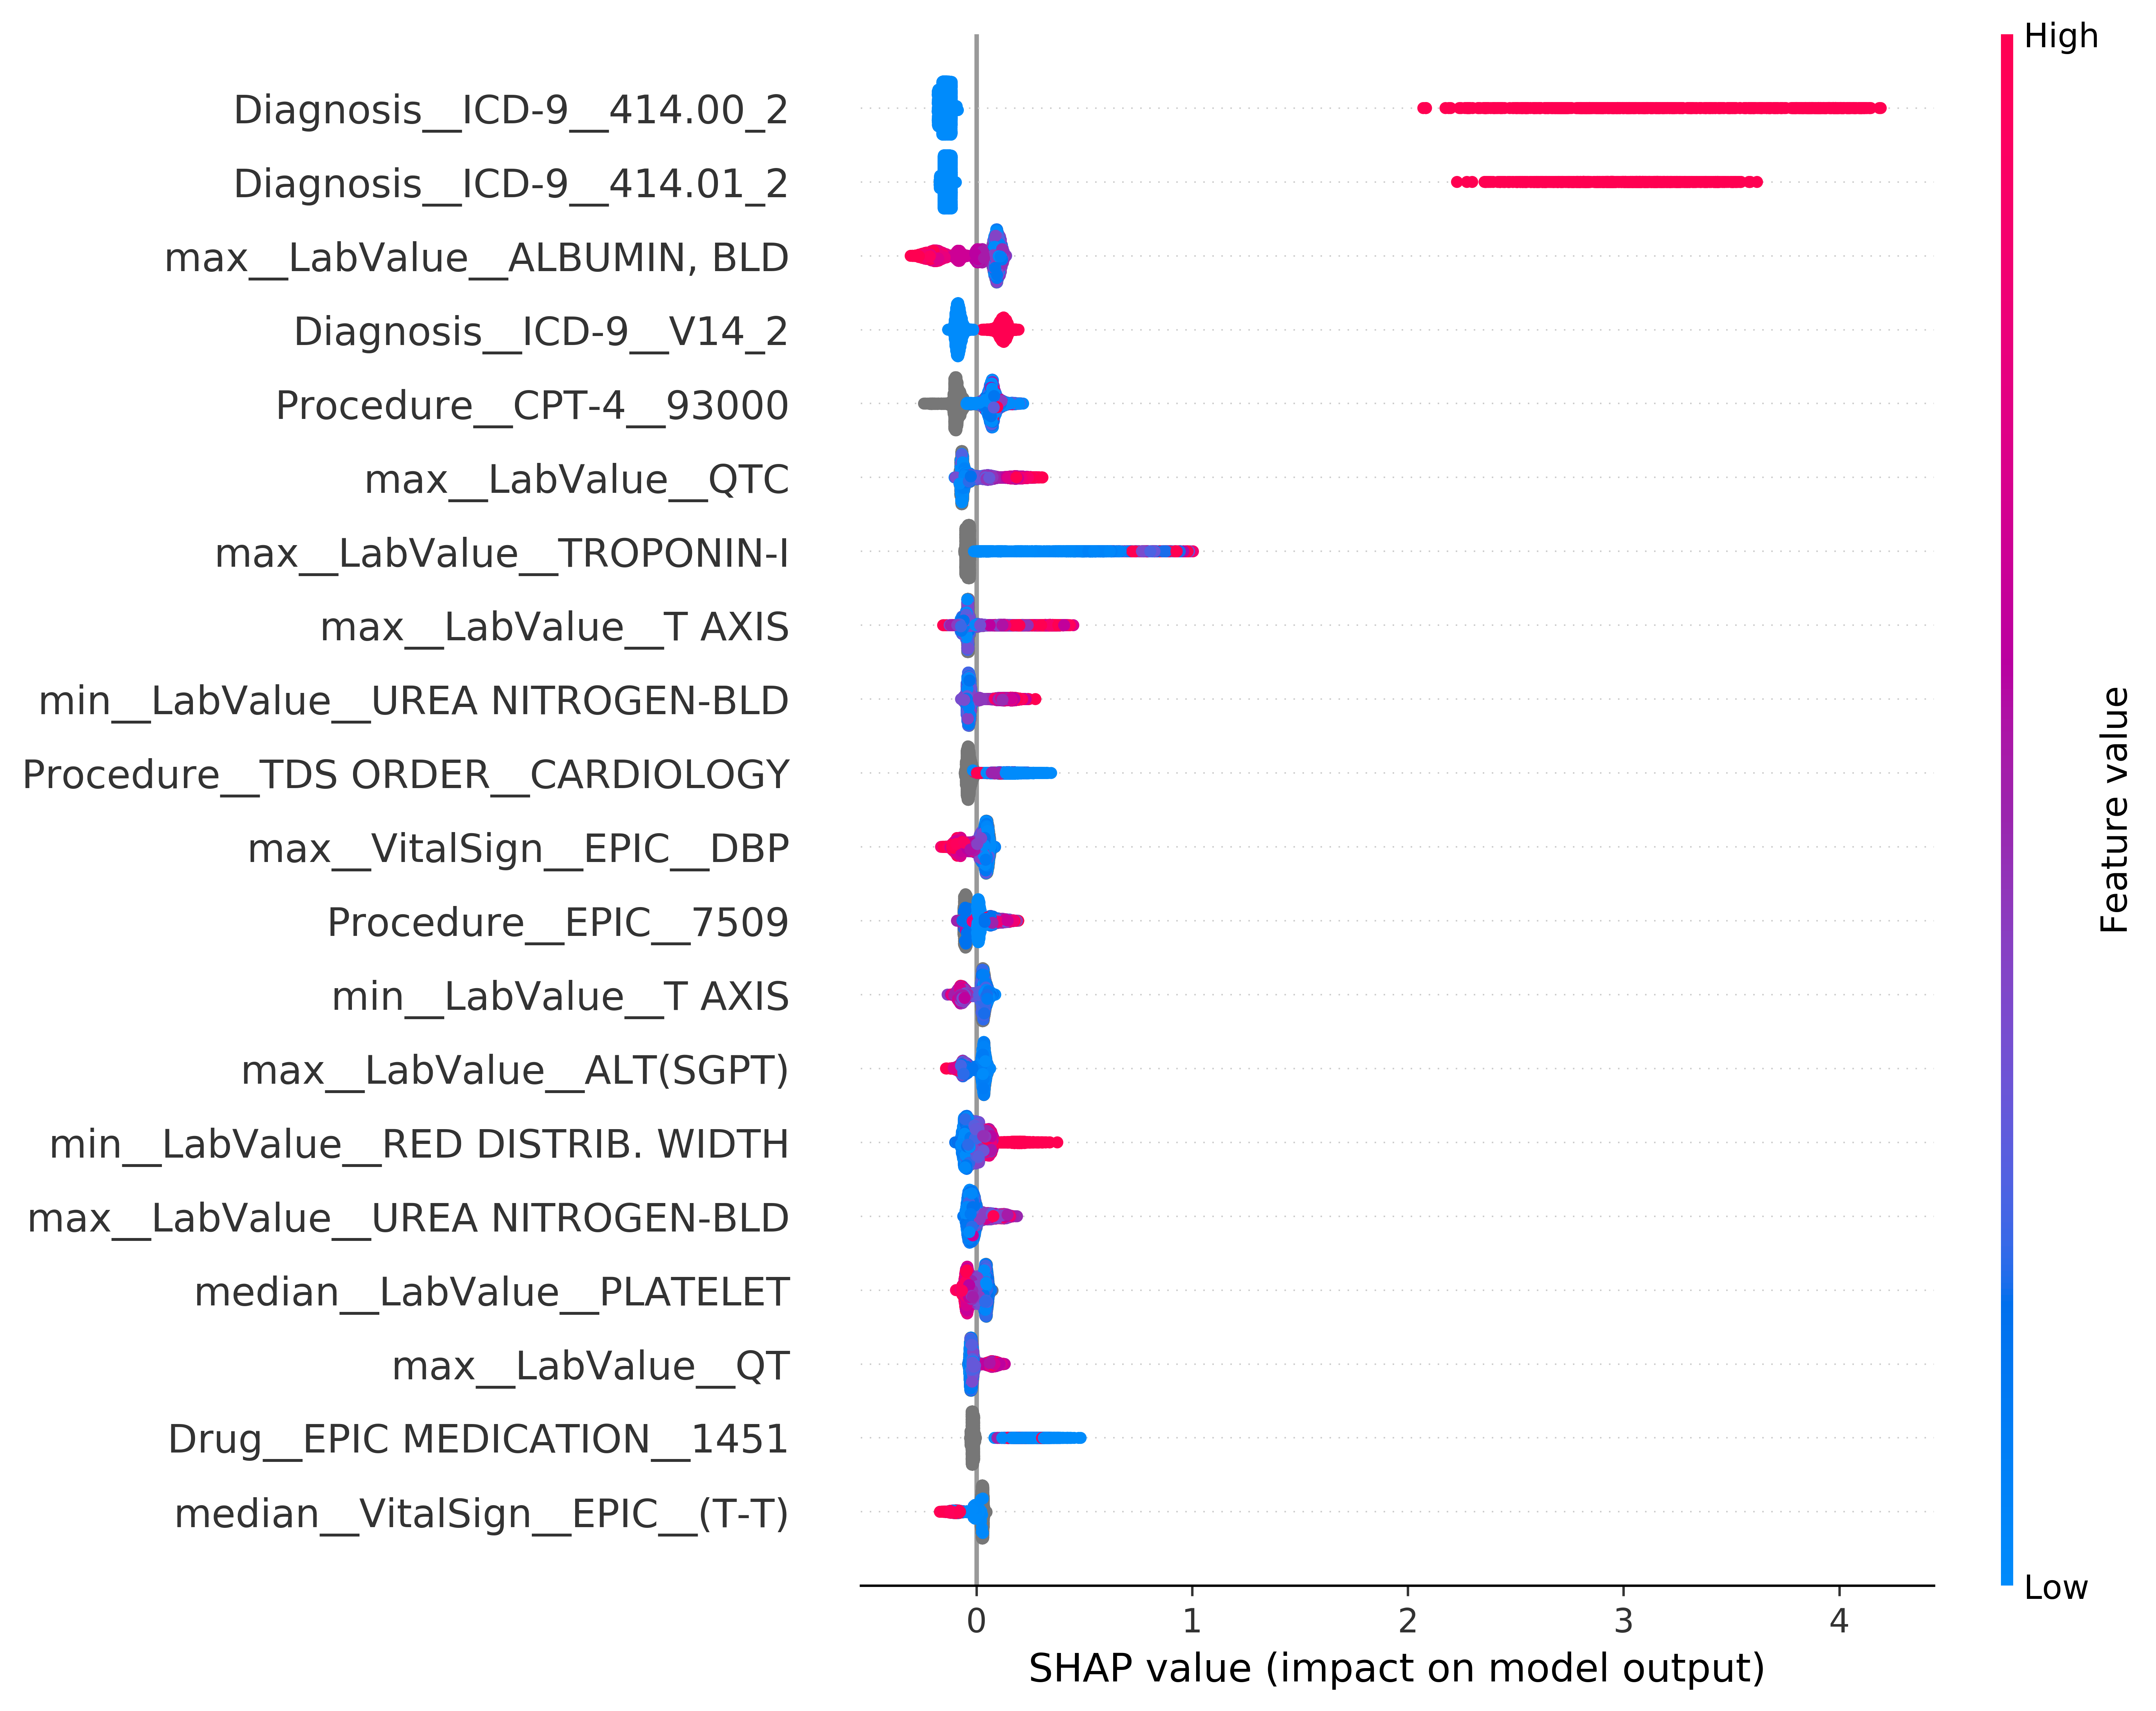 High
Diagnosis__ICD-9__414.00_2
Diagnosis__ICD-9__414.01_2
max__LabValue__ALBUMIN, BLD
Diagnosis__ICD-9__V14_2
Procedure__CPT-4__93000
max__LabValue__QTC
max__LabValue__TROPONIN-I
max__LabValue__T AXIS
min__LabValue__UREA NITROGEN-BLD
Procedure__TDS ORDER__CARDIOLOGY
max__VitalSign__EPIC__DBP
Procedure__EPIC__7509
min__LabValue__T AXIS
max__LabValue__ALT(SGPT)
min__LabValue__RED DISTRIB. WIDTH
max__LabValue__UREA NITROGEN-BLD
median__LabValue__PLATELET
max__LabValue__QT
Drug__EPIC MEDICATION__1451
median__VitalSign__EPIC__(T-T)
Feature value
Low
0 1 2 3 4
SHAP value (impact on model output)